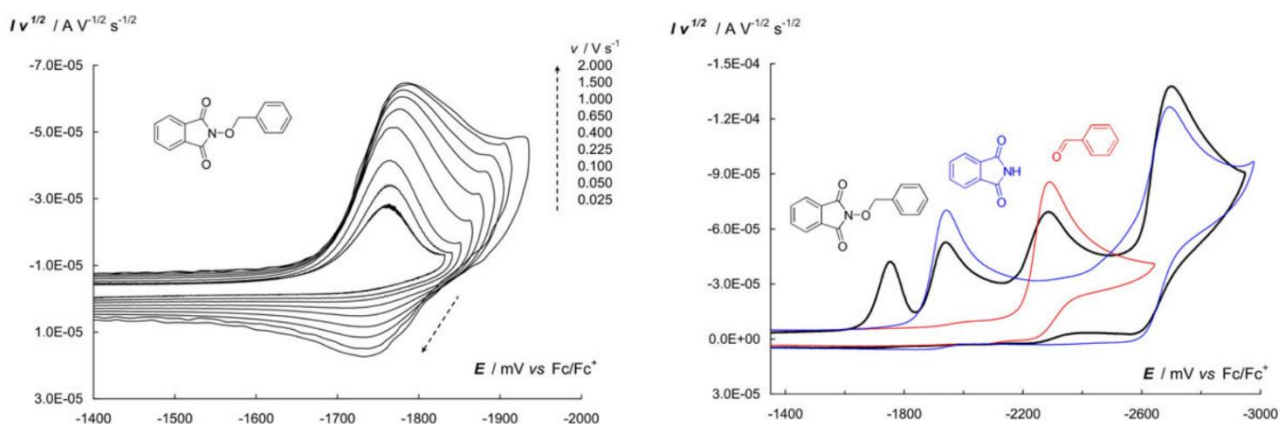 I v^1/2 / A V^-1/2 s^-1/2
-7.0E-05
-5.0E-05
-3.0E-05
-1.0E-05
1.0E-05
3.0E-05
O
N
O
O
v / V s^-1
2.000
1.500
1.000
0.650
0.400
0.225
0.100
0.050
0.025
E / mV vs Fc/Fc^+
-1400
-1500
-1600
-1700
-1800
-1900
-2000
I v^1/2 / A V^-1/2 s^-1/2
-1.5E-04
-1.2E-04
-9.0E-05
-6.0E-05
-3.0E-05
0.0E+00
3.0E-05
O
N
O
O
O
NH
O
O
E / mV vs Fc/Fc^+
-1400
-1800
-2200
-2600
-3000